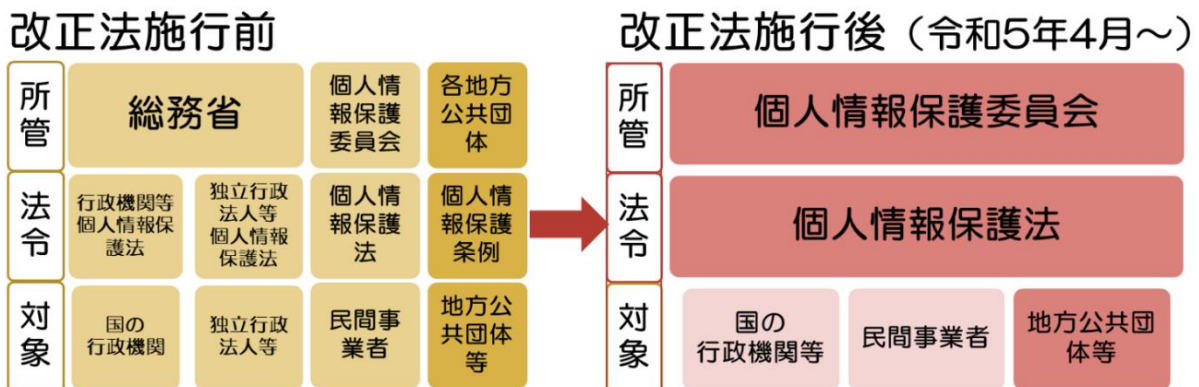 改正法施行前
所管
総務省
個人情
報保護
委員会
各地方
公共団
体
法令
行政機関等
個人情報保
護法
独立行政
法人等
個人情報
保護法
個人情
報保護
法
個人情
報保護
条例
対象
国の
行政機関
独立行政
法人等
民間事
業者
地方公
共団体
等
改正法施行後（令和5年4月～）
所管
個人情報保護委員会
法令
個人情報保護法
対象
国の
行政機関等
民間事業者
地方公共団
体等